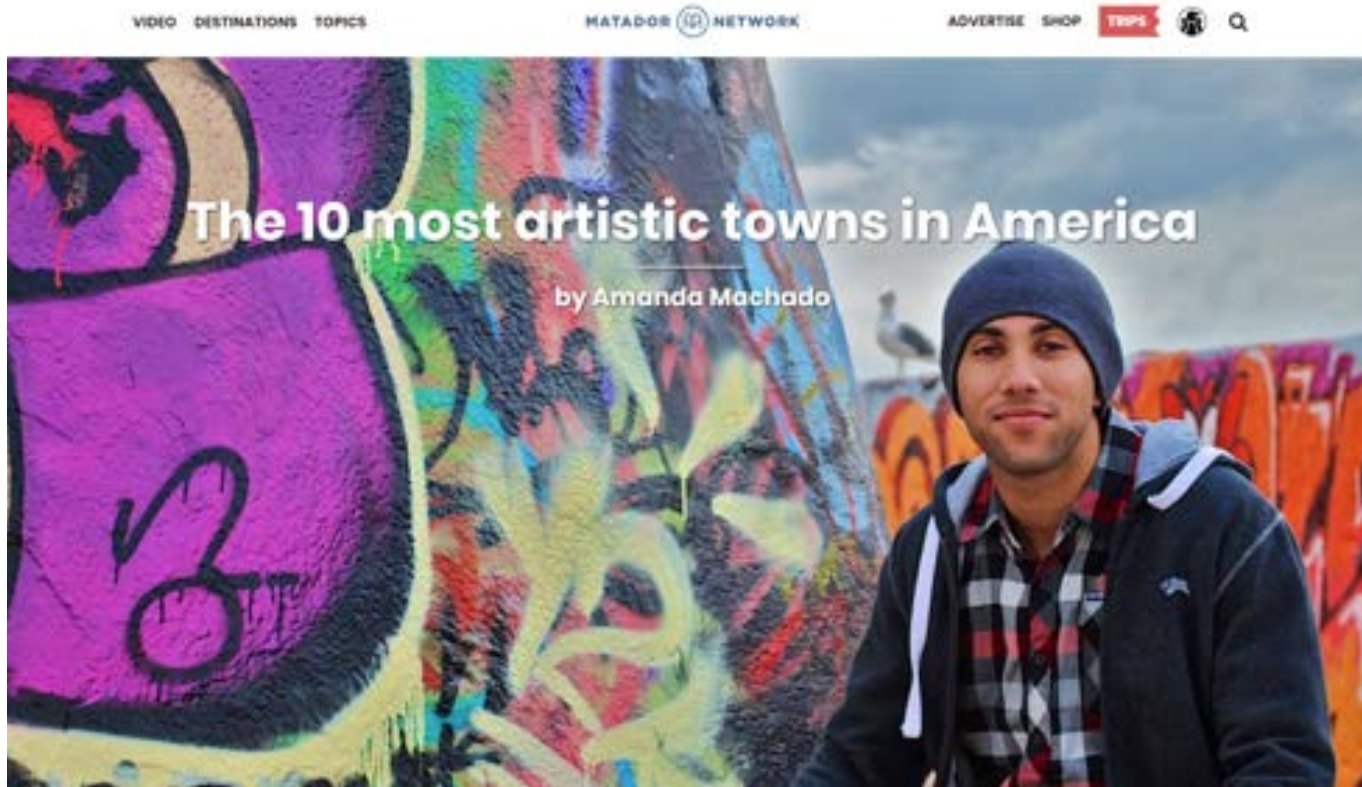 VIDEO DESTINATIONS TOPICS MATADOR NETWORK ADVERTISE SHOP TRIPS
The 10 most artistic towns in America
by Amanda Machado